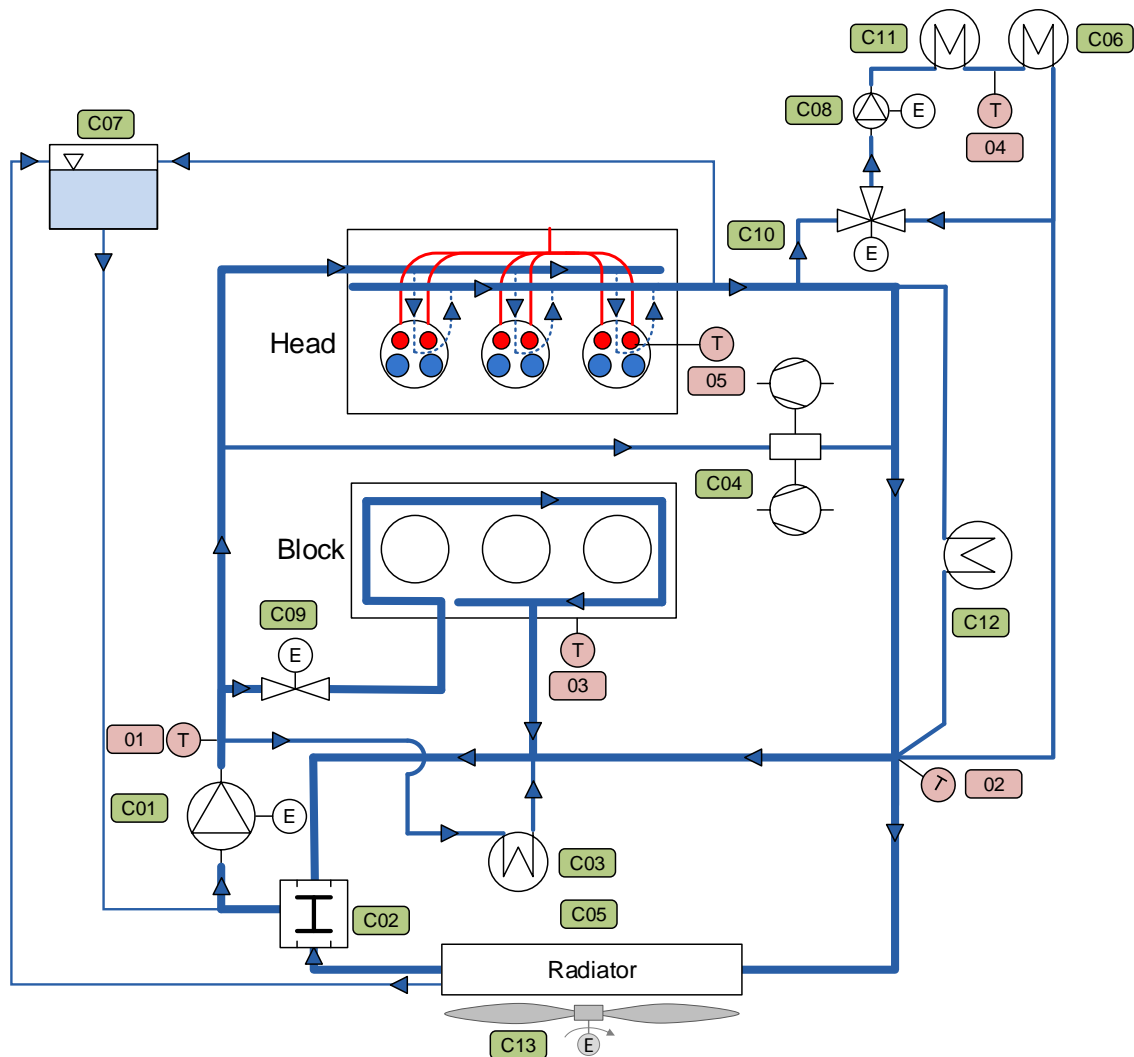 C11
C06
C08
E
T
04
C07
C10
E
Head
T
05
C04
Block
C09
E
T
03
C12
01
T
C01
E
T
02
C03
C05
C02
Radiator
C13
E